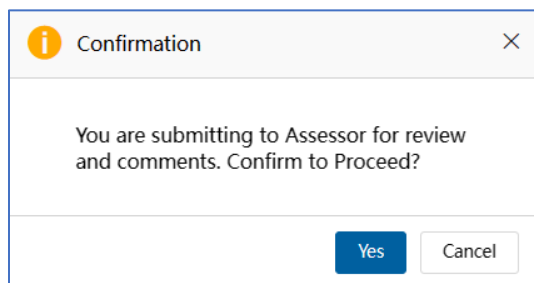 Confirmation
You are submitting to Assessor for review
and comments. Confirm to Proceed?
Yes
Cancel